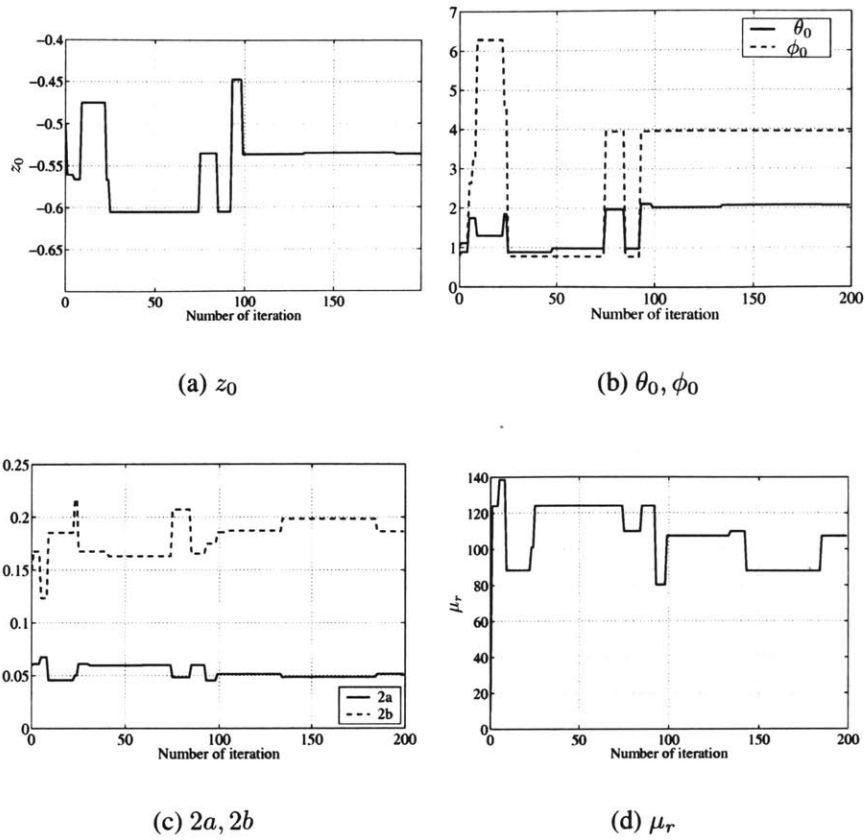 −0.4
−0.45
−0.5
−0.55
−0.6
−0.65
z₀
0 50 100 150
Number of iteration
(a) z₀
7
6
5
4
3
2
1
0
θ₀
ϕ₀
0 50 100 150 200
Number of iteration
(b) θ₀, ϕ₀
0.25
0.2
0.15
0.1
0.05
0
2a
2b
0 50 100 150 200
Number of iteration
(c) 2a, 2b
140
120
100
80
60
40
20
0
μᵣ
0 50 100 150 200
Number of iteration
(d) μᵣ